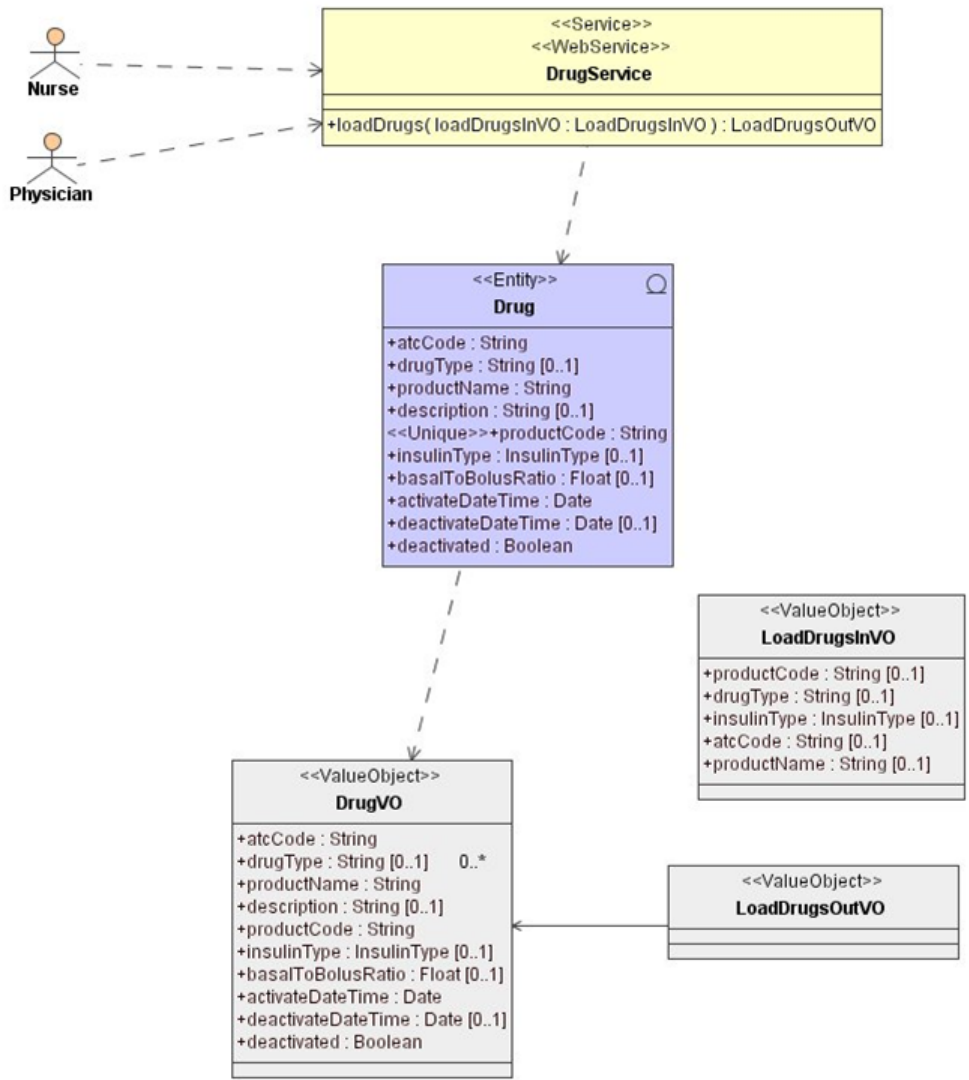 Nurse
Physician
<<Service>>
<<WebService>>
DrugService
+loadDrugs( loadDrugsInVO : LoadDrugsInVO ) : LoadDrugsOutVO
<<Entity>>
Drug
+atcCode : String
+drugType : String [0..1]
+productName : String
+description : String [0..1]
<<Unique>>+productCode : String
+insulinType : InsulinType [0..1]
+basalToBolusRatio : Float [0..1]
+activateDateTime : Date
+deactivateDateTime : Date [0..1]
+deactivated : Boolean
<<ValueObject>>
LoadDrugsInVO
+productCode : String [0..1]
+drugType : String [0..1]
+insulinType : InsulinType [0..1]
+atcCode : String [0..1]
+productName : String [0..1]
<<ValueObject>>
DrugVO
+atcCode : String
+drugType : String [0..1] 0..*
+productName : String
+description : String [0..1]
+productCode : String
+insulinType : InsulinType [0..1]
+basalToBolusRatio : Float [0..1]
+activateDateTime : Date
+deactivateDateTime : Date [0..1]
+deactivated : Boolean
<<ValueObject>>
LoadDrugsOutVO